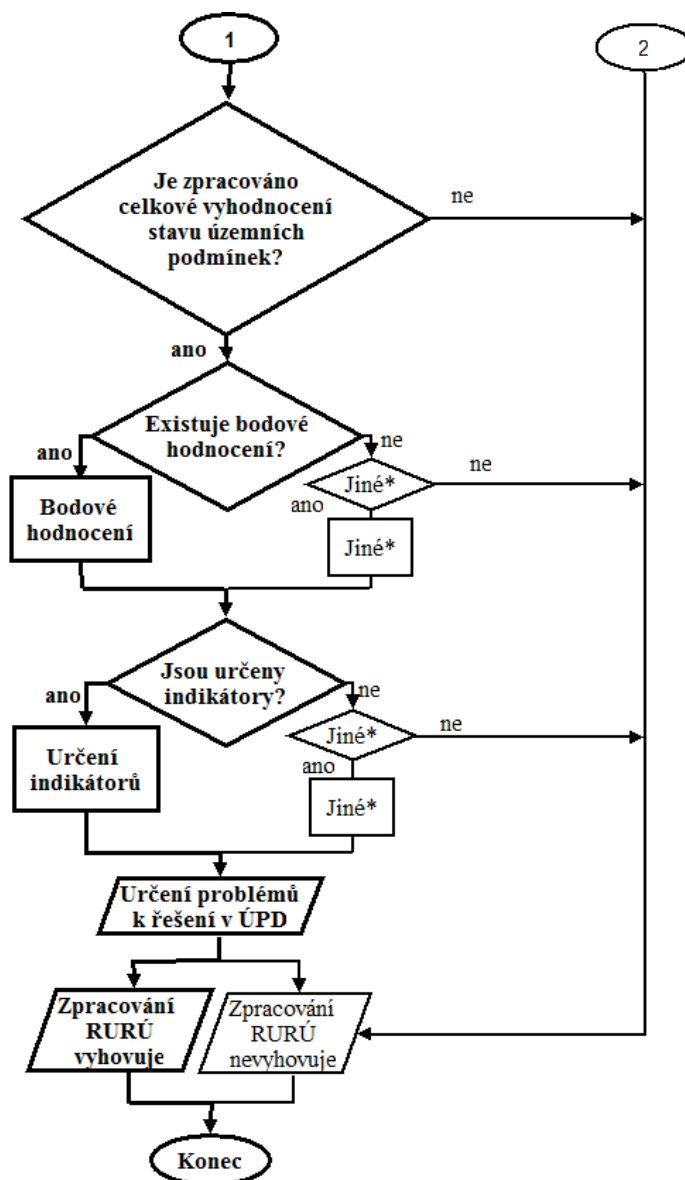 1
2
Je zpracováno
celkové vyhodnocení
stavu územních
podmínek?
ne
ano
Existuje bodové
hodnocení?
ano
ne
Jiné*
ne
ano
Bodové
hodnocení
Jiné*
Jsou určeny
indikátory?
ano
ne
Jiné*
ne
ano
Určení
indikátorů
Jiné*
Určení problémů
k řešení v ÚPD
Zpracování
RURÚ
vyhovuje
Zpracování
RURÚ
nevyhovuje
Konec